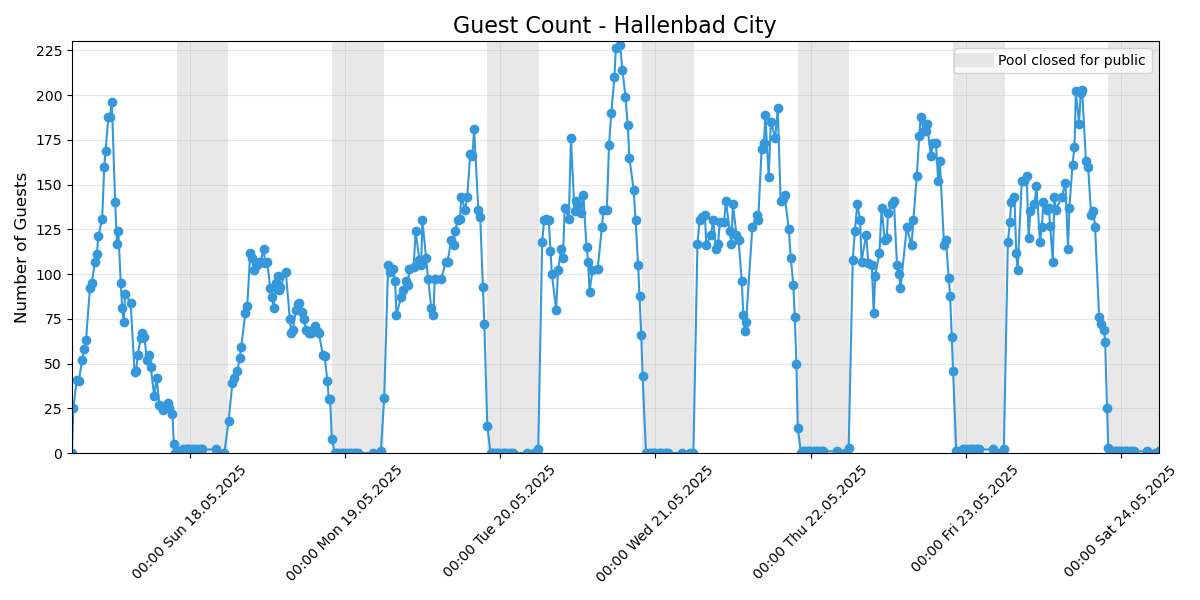 Guest Count - Hallenbad City
Pool closed for public
Number of Guests
225
200
175
150
125
100
75
50
25
0
00:00 Sun 18.05.2025
00:00 Mon 19.05.2025
00:00 Tue 20.05.2025
00:00 Wed 21.05.2025
00:00 Thu 22.05.2025
00:00 Fri 23.05.2025
00:00 Sat 24.05.2025